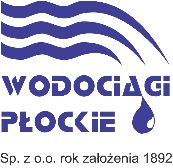 WODOCIĄGI
PŁOCKIE
Sp. z o.o. rok założenia 1892